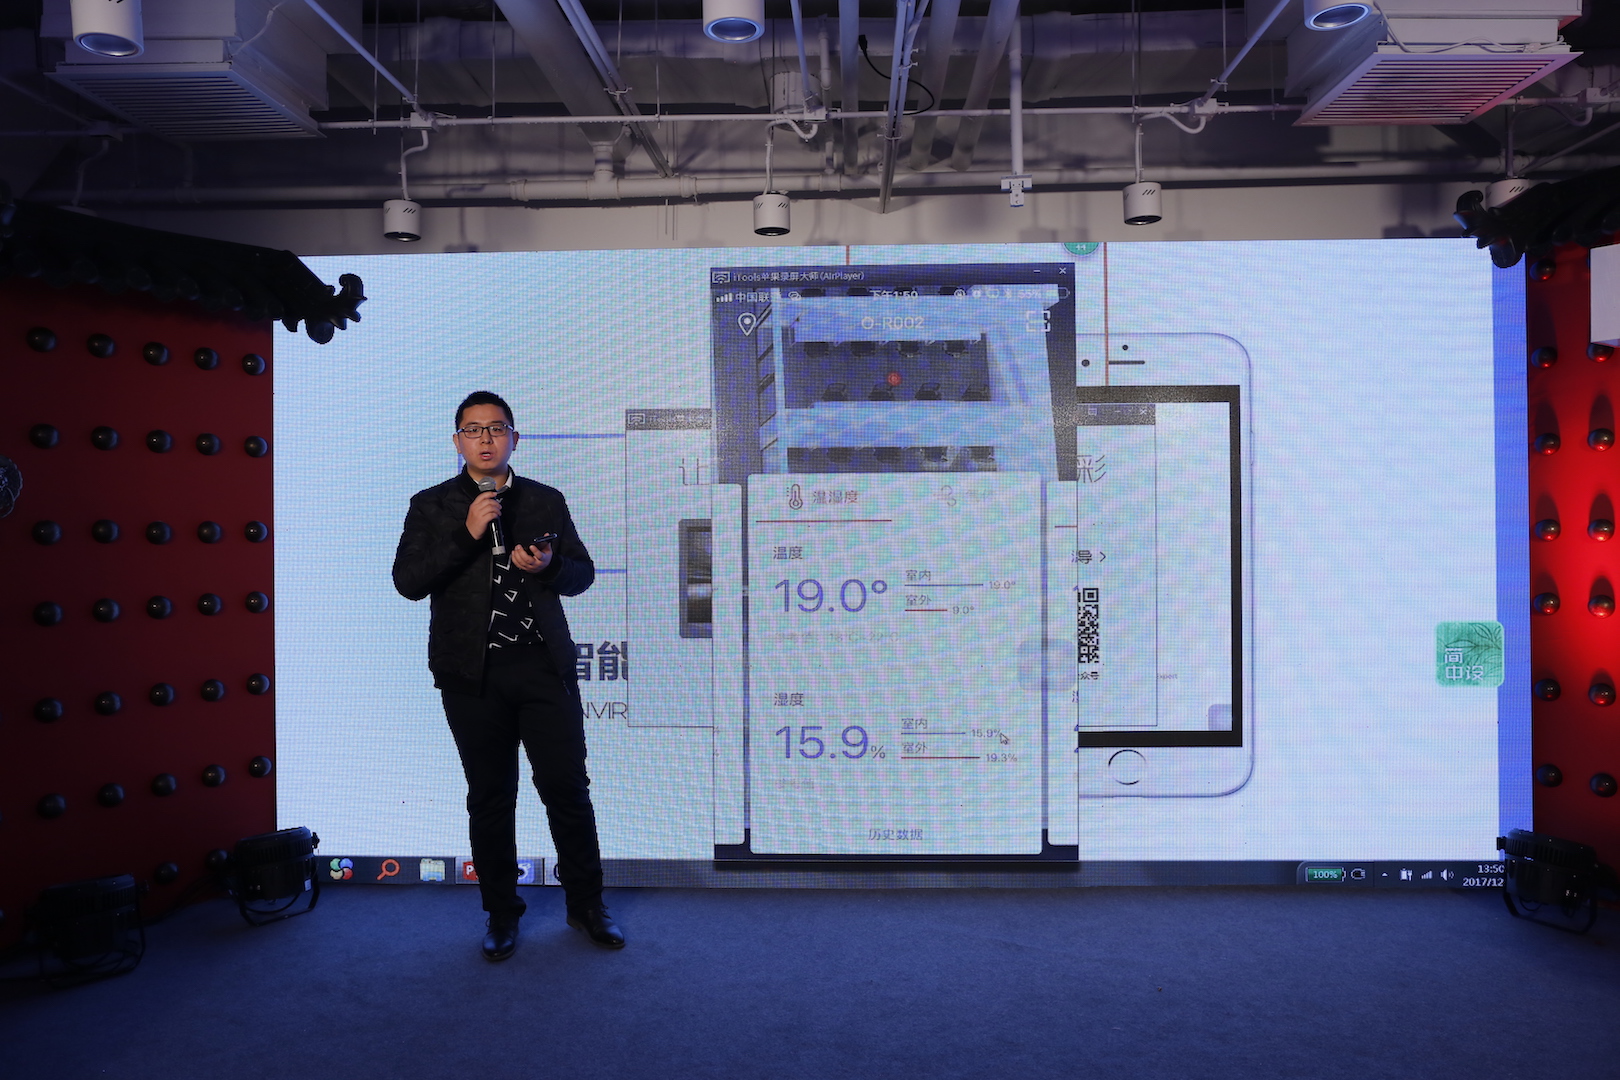 iTools苹果录屏大师(AirPlayer)
中国联
下午1:50
O-R002
让
彩
温湿度
温度
19.0°
室内
19.0°
室外
9.0°
智能
NVIR
湿度
15.9%
室内
15.9%
室外
19.3%
历史数据
简
中设
100%
13:50
2017/12